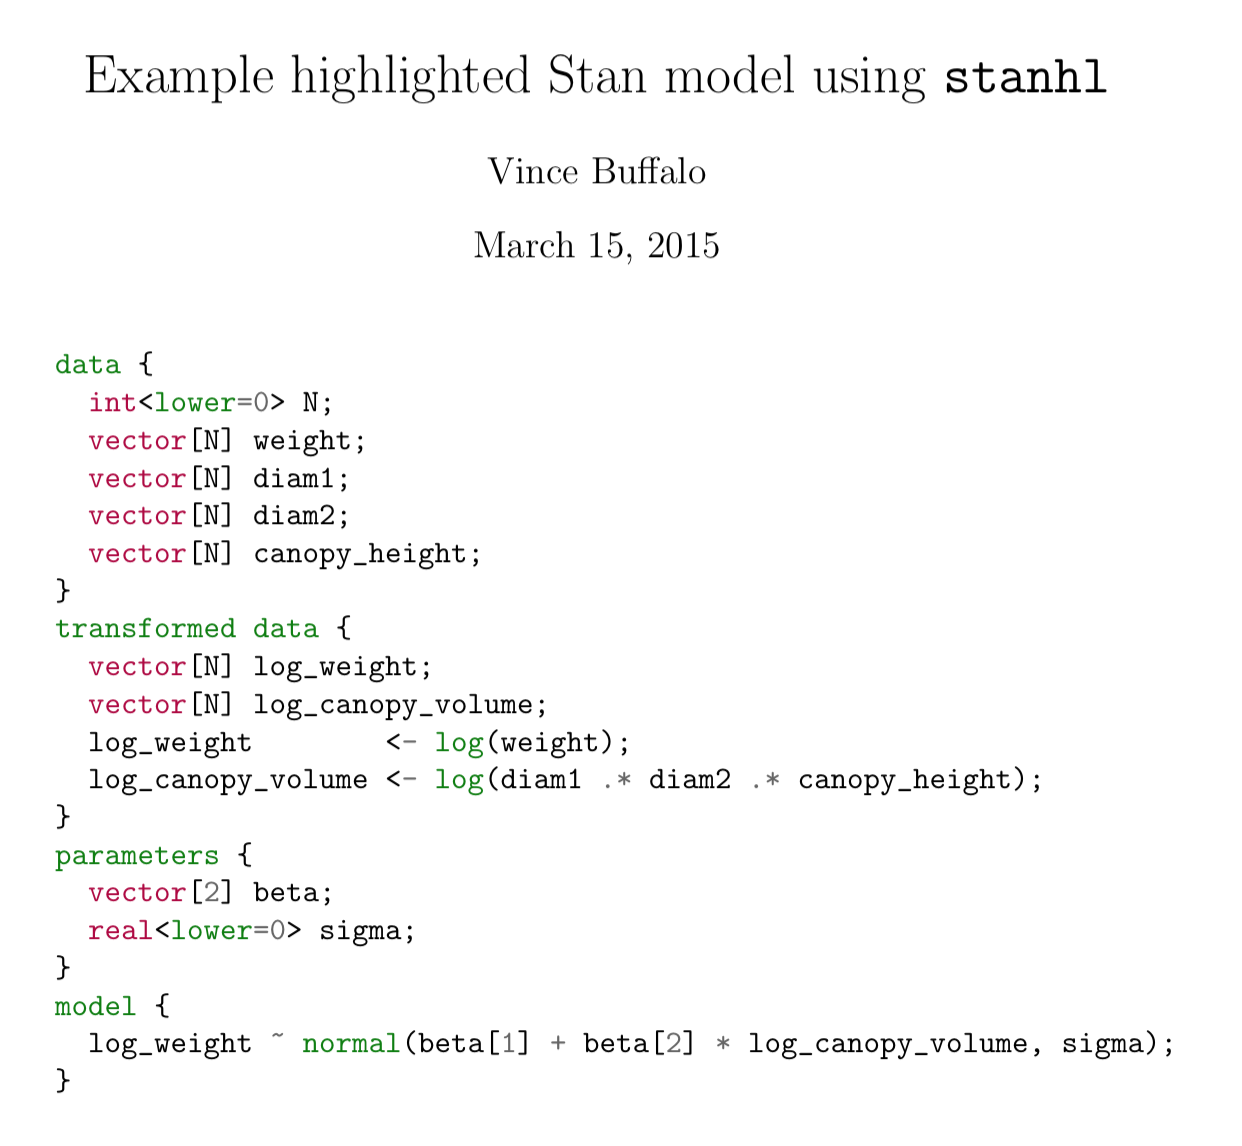 Example highlighted Stan model using stanhl
Vince Buffalo
March 15, 2015
data {
  int<lower=0> N;
  vector[N] weight;
  vector[N] diam1;
  vector[N] diam2;
  vector[N] canopy_height;
}
transformed data {
  vector[N] log_weight;
  vector[N] log_canopy_volume;
  log_weight        <- log(weight);
  log_canopy_volume <- log(diam1 .* diam2 .* canopy_height);
}
parameters {
  vector[2] beta;
  real<lower=0> sigma;
}
model {
  log_weight ~ normal(beta[1] + beta[2] * log_canopy_volume, sigma);
}